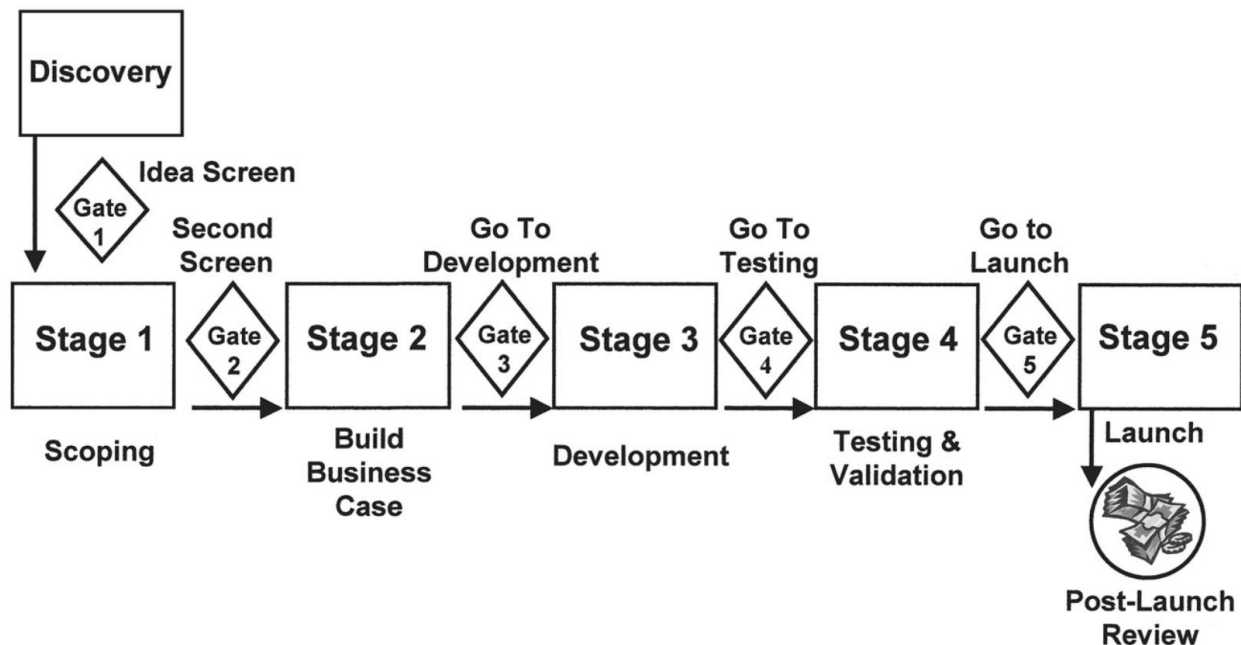 Discovery
Idea Screen
Gate
1
Second
Screen
Go To
Development
Go To
Testing
Go to
Launch
Stage 1
Gate
2
Stage 2
Gate
3
Stage 3
Gate
4
Stage 4
Gate
5
Stage 5
Scoping
Build
Business
Case
Development
Testing &
Validation
Launch
Post-Launch
Review